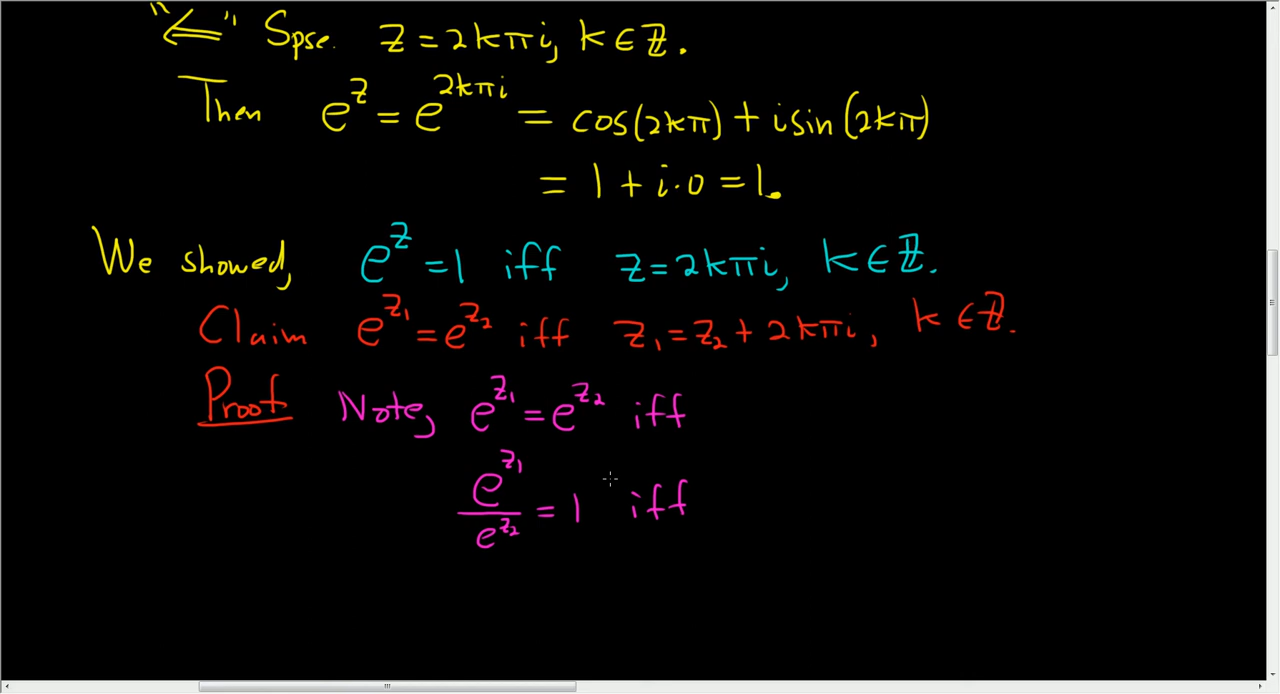 "⇐" Spse. z = 2kπi, k ∈ ℤ.
Then e^z = e^{2kπi} = cos(2kπ) + i sin(2kπ)
= 1 + i·0 = 1.
We showed, e^z = 1 iff z = 2kπi, k ∈ ℤ.
Claim e^{z₁} = e^{z₂} iff z₁ = z₂ + 2kπi, k ∈ ℤ.
Proof Note, e^{z₁} = e^{z₂} iff
e^{z₁}/e^{z₂} = 1 iff